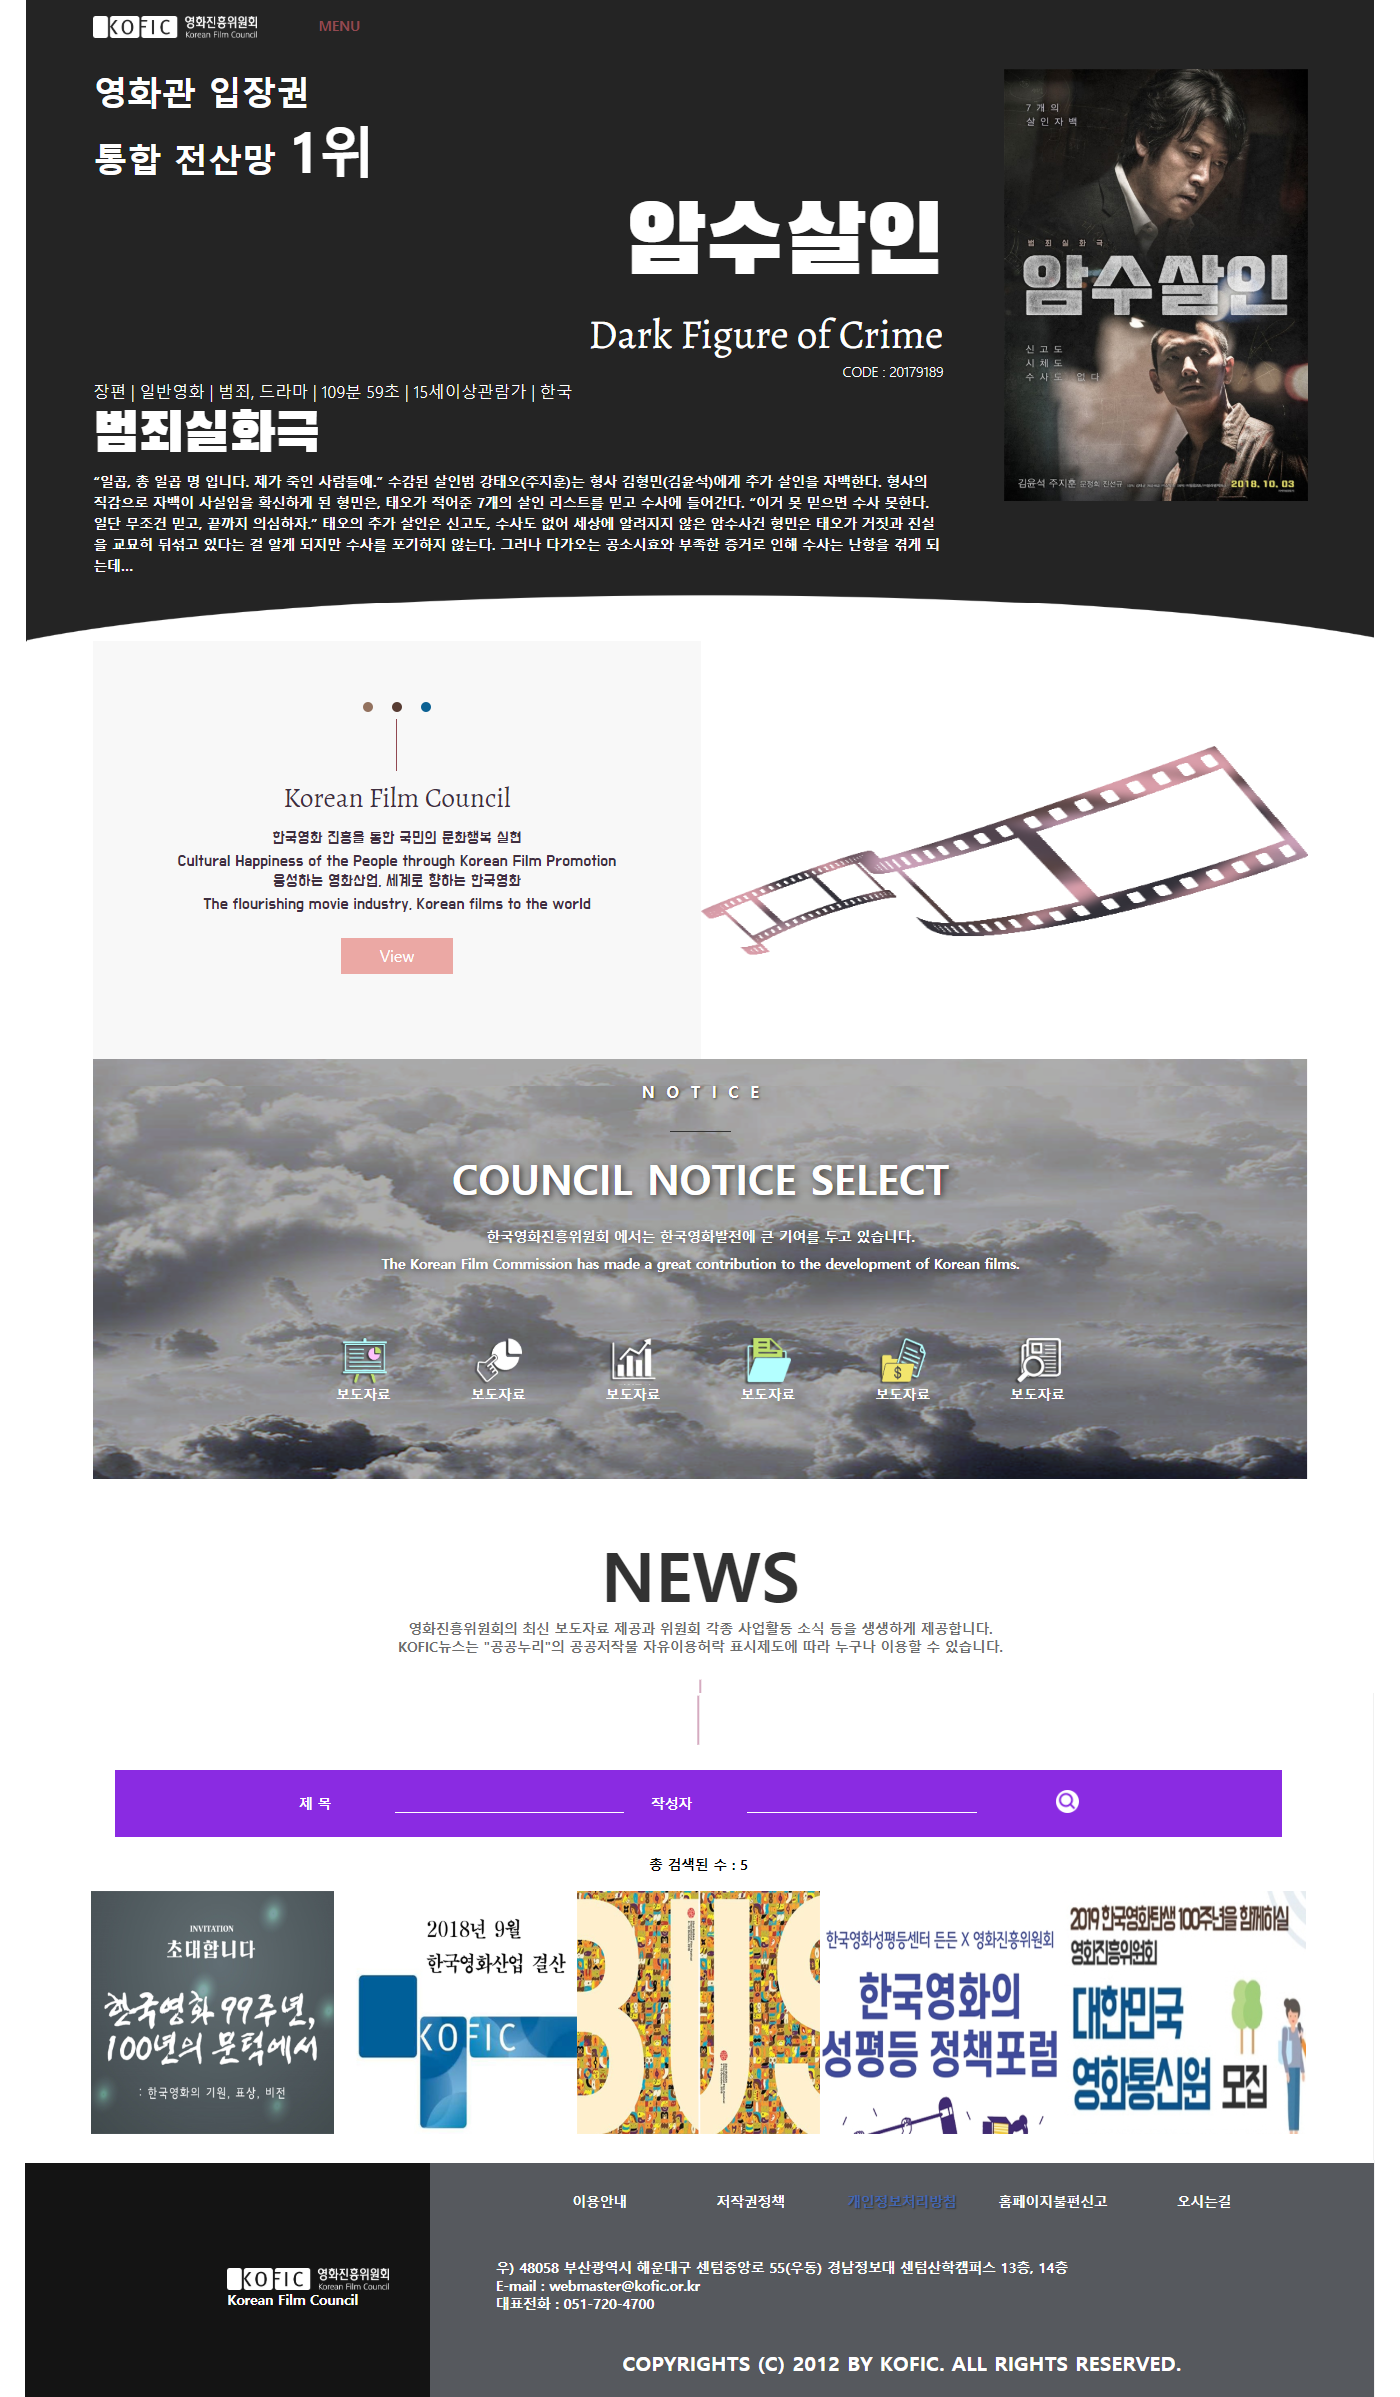 KOFIC 영화진흥위원회
Korean Film Council
MENU
영화관 입장권
통합 전산망 1위
암수살인
Dark Figure of Crime
CODE : 20179189
장편 | 일반영화 | 범죄, 드라마 | 109분 59초 | 15세이상관람가 | 한국
범죄실화극
“일곱, 총 일곱 명 입니다. 제가 죽인 사람들예.” 수감된 살인범 강태오(주지훈)는 형사 김형민(김윤석)에게 추가 살인을 자백한다. 형사의
직감으로 자백이 사실임을 확신하게 된 형민은, 태오가 적어준 7개의 살인 리스트를 믿고 수사에 들어간다. “이거 못 믿으면 수사 못한다.
일단 무조건 믿고, 끝까지 의심하자.” 태오의 추가 살인은 신고도, 수사도 없어 세상에 알려지지 않은 암수사건 형민은 태오가 거짓과 진실
을 교묘히 뒤섞고 있다는 걸 알게 되지만 수사를 포기하지 않는다. 그러나 다가오는 공소시효와 부족한 증거로 인해 수사는 난항을 겪게 되
는데...
7개의
살인자백
범죄실화극
암수살인
신고도
시체도
수사도 없다
김윤석 주지훈 문정희 진선규
2018. 10. 03
Korean Film Council
한국영화 진흥을 통한 국민의 문화행복 실현
Cultural Happiness of the People through Korean Film Promotion
융성하는 영화산업, 세계로 향하는 한국영화
The flourishing movie industry, Korean films to the world
View
NOTICE
COUNCIL NOTICE SELECT
한국영화진흥위원회 에서는 한국영화발전에 큰 기여를 두고 있습니다.
The Korean Film Commission has made a great contribution to the development of Korean films.
보도자료 보도자료 보도자료 보도자료 보도자료 보도자료
NEWS
영화진흥위원회의 최신 보도자료 제공과 위원회 각종 사업활동 소식 등을 생생하게 제공합니다.
KOFIC뉴스는 "공공누리"의 공공저작물 자유이용허락 표시제도에 따라 누구나 이용할 수 있습니다.
제 목 작성자
총 검색된 수 : 5
INVITATION
초대합니다
한국영화 99주년,
100년의 문턱에서
: 한국영화의 기원, 표상, 비전
2018년 9월
한국영화산업 결산
KOFIC
BUS
한국영화성평등센터 든든 X 영화진흥위원회
한국영화의
성평등 정책포럼
2019 한국영화탄생 100주년을 함께하실
영화진흥위원회
대한민국
영화통신원 모집
이용안내 저작권정책 개인정보처리방침 홈페이지불편신고 오시는길
KOFIC 영화진흥위원회
Korean Film Council
Korean Film Council
우) 48058 부산광역시 해운대구 센텀중앙로 55(우동) 경남정보대 센텀산학캠퍼스 13층, 14층
E-mail : webmaster@kofic.or.kr
대표전화 : 051-720-4700
COPYRIGHTS (C) 2012 BY KOFIC. ALL RIGHTS RESERVED.